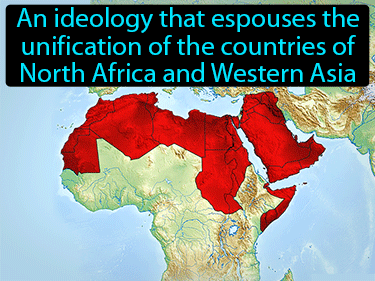 An ideology that espouses the
unification of the countries of
North Africa and Western Asia